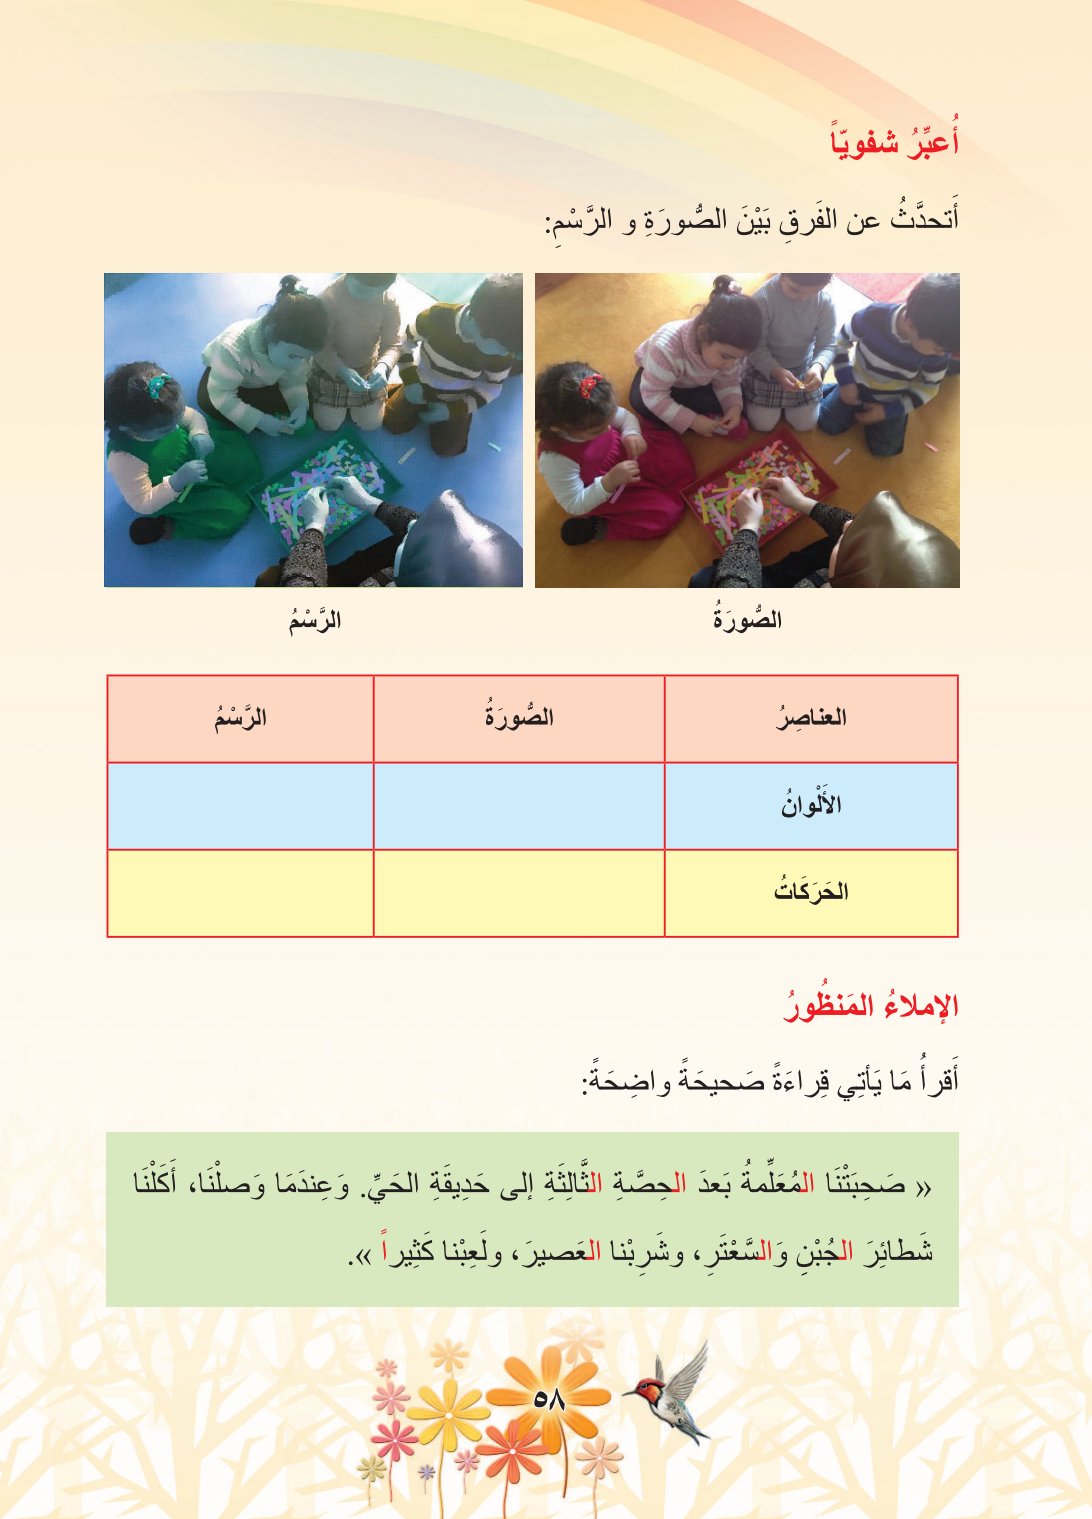 أُعبِّرُ شفويّاً
أَتحدَّثُ عن الفَرقِ بَيْنَ الصُّورَةِ و الرَّسْمِ:
الصُّورَةُ
الرَّسْمُ
العناصِرُ الصُّورَةُ الرَّسْمُ
الأَلْوانُ
الحَرَكَاتُ
الإملاءُ المَنظُورُ
أَقرأُ مَا يَأتِي قِراءَةً صَحيحَةً واضِحَةً:
« صَحِبَتْنَا المُعَلِّمةُ بَعدَ الحِصَّةِ الثَّالِثَةِ إلى حَدِيقَةِ الحَيِّ. وَعِندَمَا وَصلْنَا، أَكَلْنَا
شَطائِرَ الجُبْنِ وَالسَّعْتَرِ، وشَرِبْنا العَصيرَ، ولَعِبْنا كَثِيراً ».
٥٨